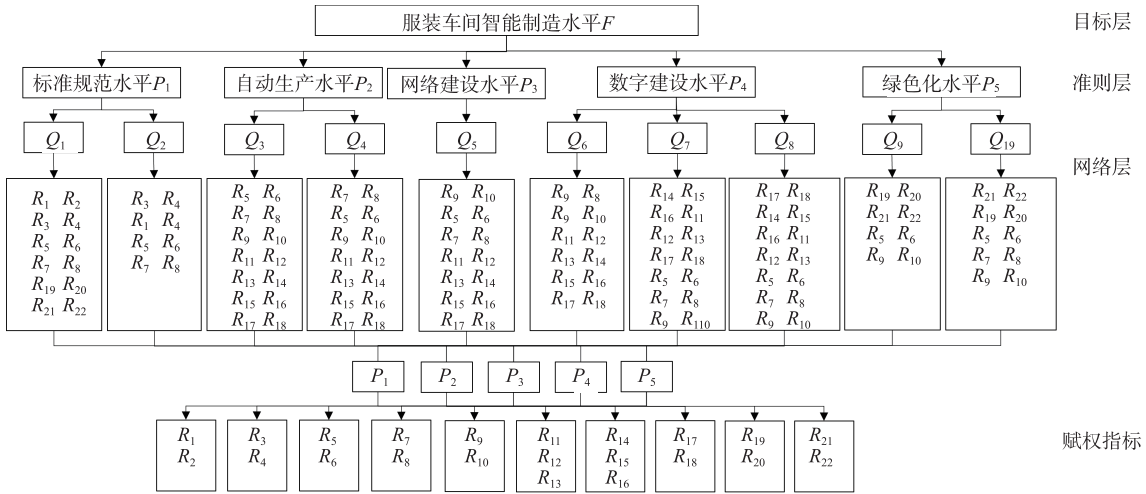 服装车间智能制造水平F 目标层
标准规范水平P₁ 自动生产水平P₂ 网络建设水平P₃ 数字建设水平P₄ 绿色化水平P₅ 准则层
Q₁ Q₂ Q₃ Q₄ Q₅ Q₆ Q₇ Q₈ Q₉ Q₁₉
网络层
R₁ R₂
R₃ R₄
R₅ R₆
R₇ R₈
R₁₉ R₂₀
R₂₁ R₂₂
R₃ R₄
R₁ R₄
R₅ R₆
R₇ R₈
R₅ R₆
R₇ R₈
R₉ R₁₀
R₁₁ R₁₂
R₁₃ R₁₄
R₁₅ R₁₆
R₁₇ R₁₈
R₇ R₈
R₅ R₆
R₉ R₁₀
R₁₁ R₁₂
R₁₃ R₁₄
R₁₅ R₁₆
R₁₇ R₁₈
R₉ R₁₀
R₅ R₆
R₇ R₈
R₁₁ R₁₂
R₁₃ R₁₄
R₁₅ R₁₆
R₁₇ R₁₈
R₉ R₈
R₉ R₁₀
R₁₁ R₁₂
R₁₃ R₁₄
R₁₅ R₁₆
R₁₇ R₁₈
R₁₄ R₁₅
R₁₆ R₁₁
R₁₂ R₁₃
R₁₇ R₁₈
R₅ R₆
R₇ R₈
R₉ R₁₁₀
R₁₇ R₁₈
R₁₄ R₁₅
R₁₆ R₁₁
R₁₂ R₁₃
R₅ R₆
R₇ R₈
R₉ R₁₀
R₁₉ R₂₀
R₂₁ R₂₂
R₅ R₆
R₉ R₁₀
R₂₁ R₂₂
R₁₉ R₂₀
R₅ R₆
R₇ R₈
R₉ R₁₀
P₁ P₂ P₃ P₄ P₅
R₁
R₂
R₃
R₄
R₅
R₆
R₇
R₈
R₉
R₁₀
R₁₁
R₁₂
R₁₃
R₁₄
R₁₅
R₁₆
R₁₇
R₁₈
R₁₉
R₂₀
R₂₁
R₂₂
赋权指标